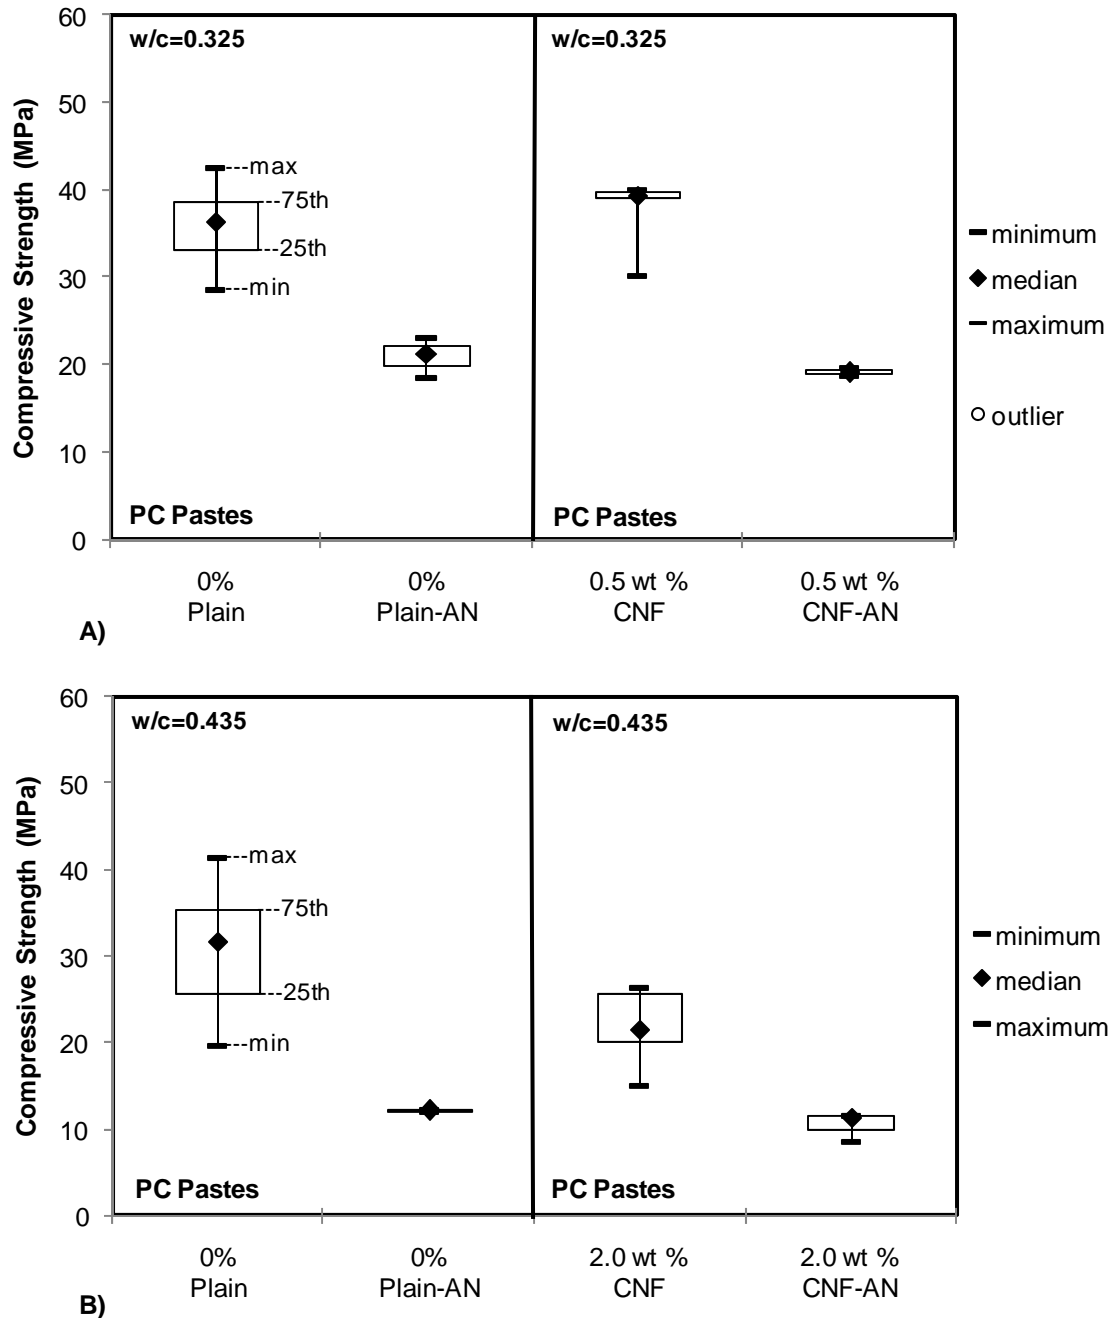 60
w/c=0.325
w/c=0.325
50
max
40
75th
25th
30
min
20
10
PC Pastes
PC Pastes
0
Compressive Strength (MPa)
minimum
median
maximum
outlier
0%
Plain
0%
Plain-AN
0.5 wt %
CNF
0.5 wt %
CNF-AN
A)
60
w/c=0.435
w/c=0.435
50
40
max
75th
30
25th
20
min
10
PC Pastes
PC Pastes
0
Compressive Strength (MPa)
minimum
median
maximum
0%
Plain
0%
Plain-AN
2.0 wt %
CNF
2.0 wt %
CNF-AN
B)